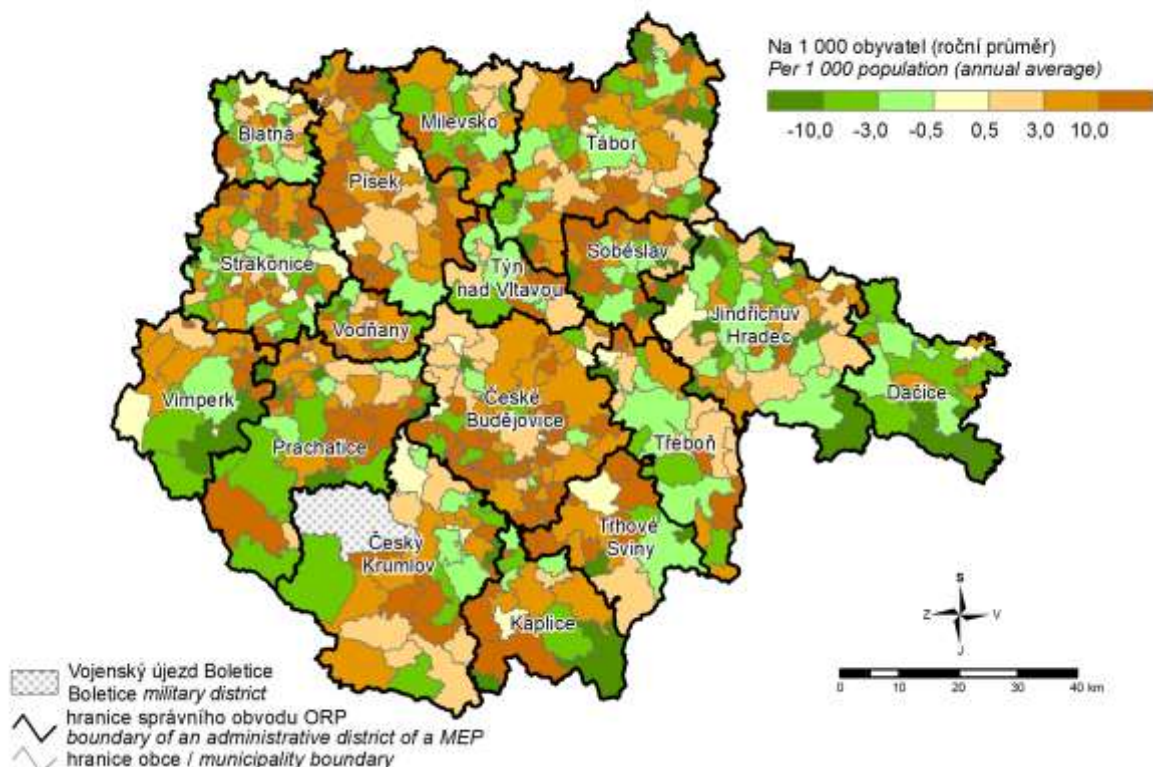 Na 1 000 obyvatel (roční průměr)
Per 1 000 population (annual average)
-10,0 -3,0 -0,5 0,5 3,0 10,0
Blatná
Milevsko
Tábor
Písek
Strakonice
Týn
nad Vltavou
Soběslav
Jindřichův
Hradec
Vodňany
Vimperk
České
Budějovice
Dačice
Prachatice
Třeboň
Český
Krumlov
Trhové
Sviny
Kaplice
S
Z V
J
0 10 20 30 40 km
Vojenský újezd Boletice
Boletice military district
hranice správního obvodu ORP
boundary of an administrative district of a MEP
hranice obce / municipality boundary